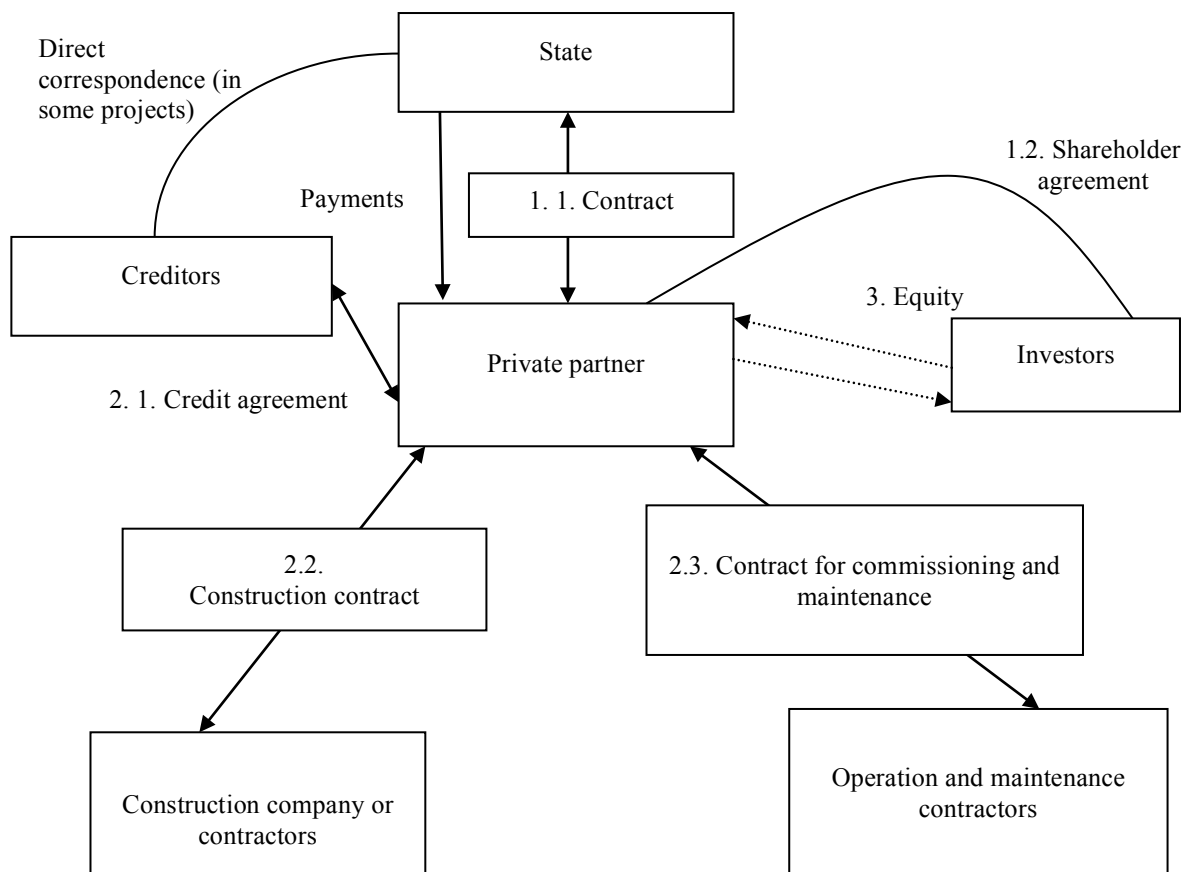 Direct
correspondence (in
some projects)
State
1.2. Shareholder
agreement
Payments
1. 1. Contract
Creditors
3. Equity
Private partner
Investors
2. 1. Credit agreement
2.2.
Construction contract
2.3. Contract for commissioning and
maintenance
Construction company or
contractors
Operation and maintenance
contractors